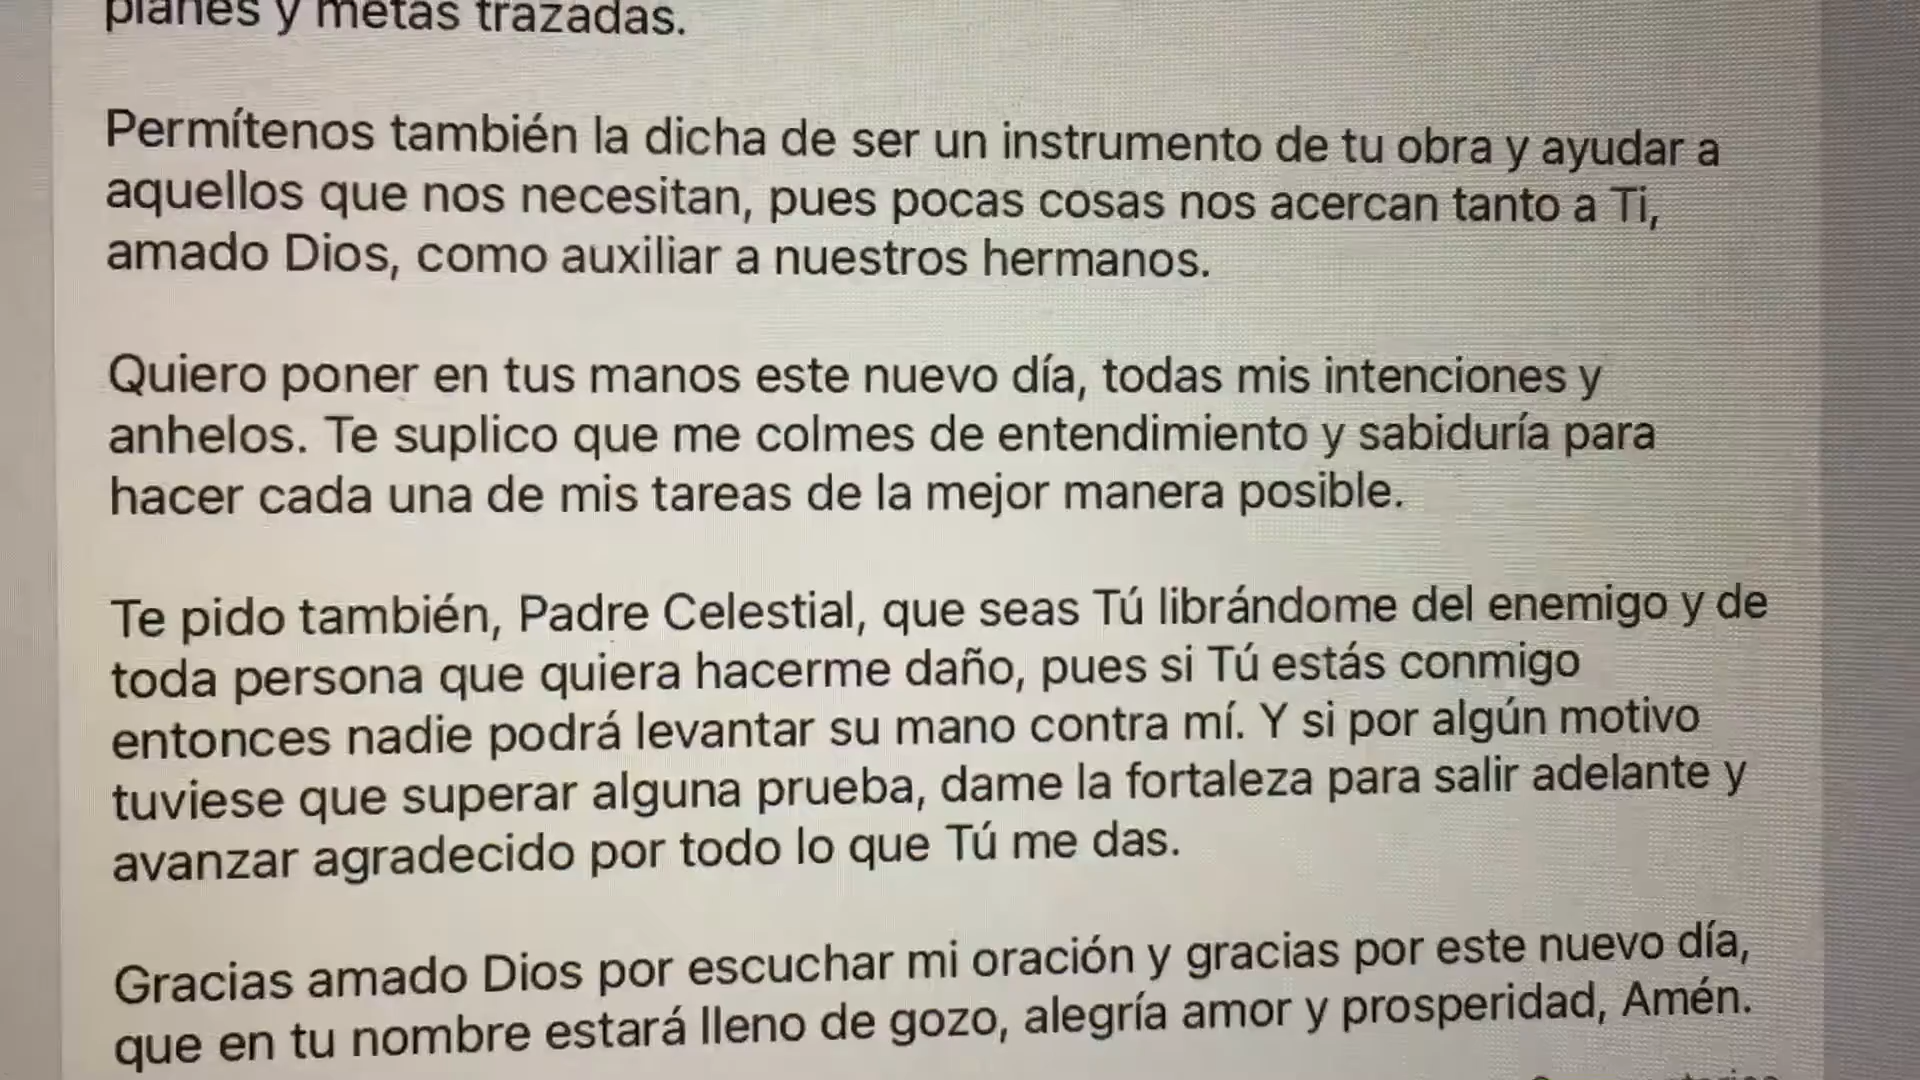 planes y metas trazadas.
Permítenos también la dicha de ser un instrumento de tu obra y ayudar a
aquellos que nos necesitan, pues pocas cosas nos acercan tanto a Ti,
amado Dios, como auxiliar a nuestros hermanos.
Quiero poner en tus manos este nuevo día, todas mis intenciones y
anhelos. Te suplico que me colmes de entendimiento y sabiduría para
hacer cada una de mis tareas de la mejor manera posible.
Te pido también, Padre Celestial, que seas Tú librándome del enemigo y de
toda persona que quiera hacerme daño, pues si Tú estás conmigo
entonces nadie podrá levantar su mano contra mí. Y si por algún motivo
tuviese que superar alguna prueba, dame la fortaleza para salir adelante y
avanzar agradecido por todo lo que Tú me das.
Gracias amado Dios por escuchar mi oración y gracias por este nuevo día,
que en tu nombre estará lleno de gozo, alegría amor y prosperidad, Amén.